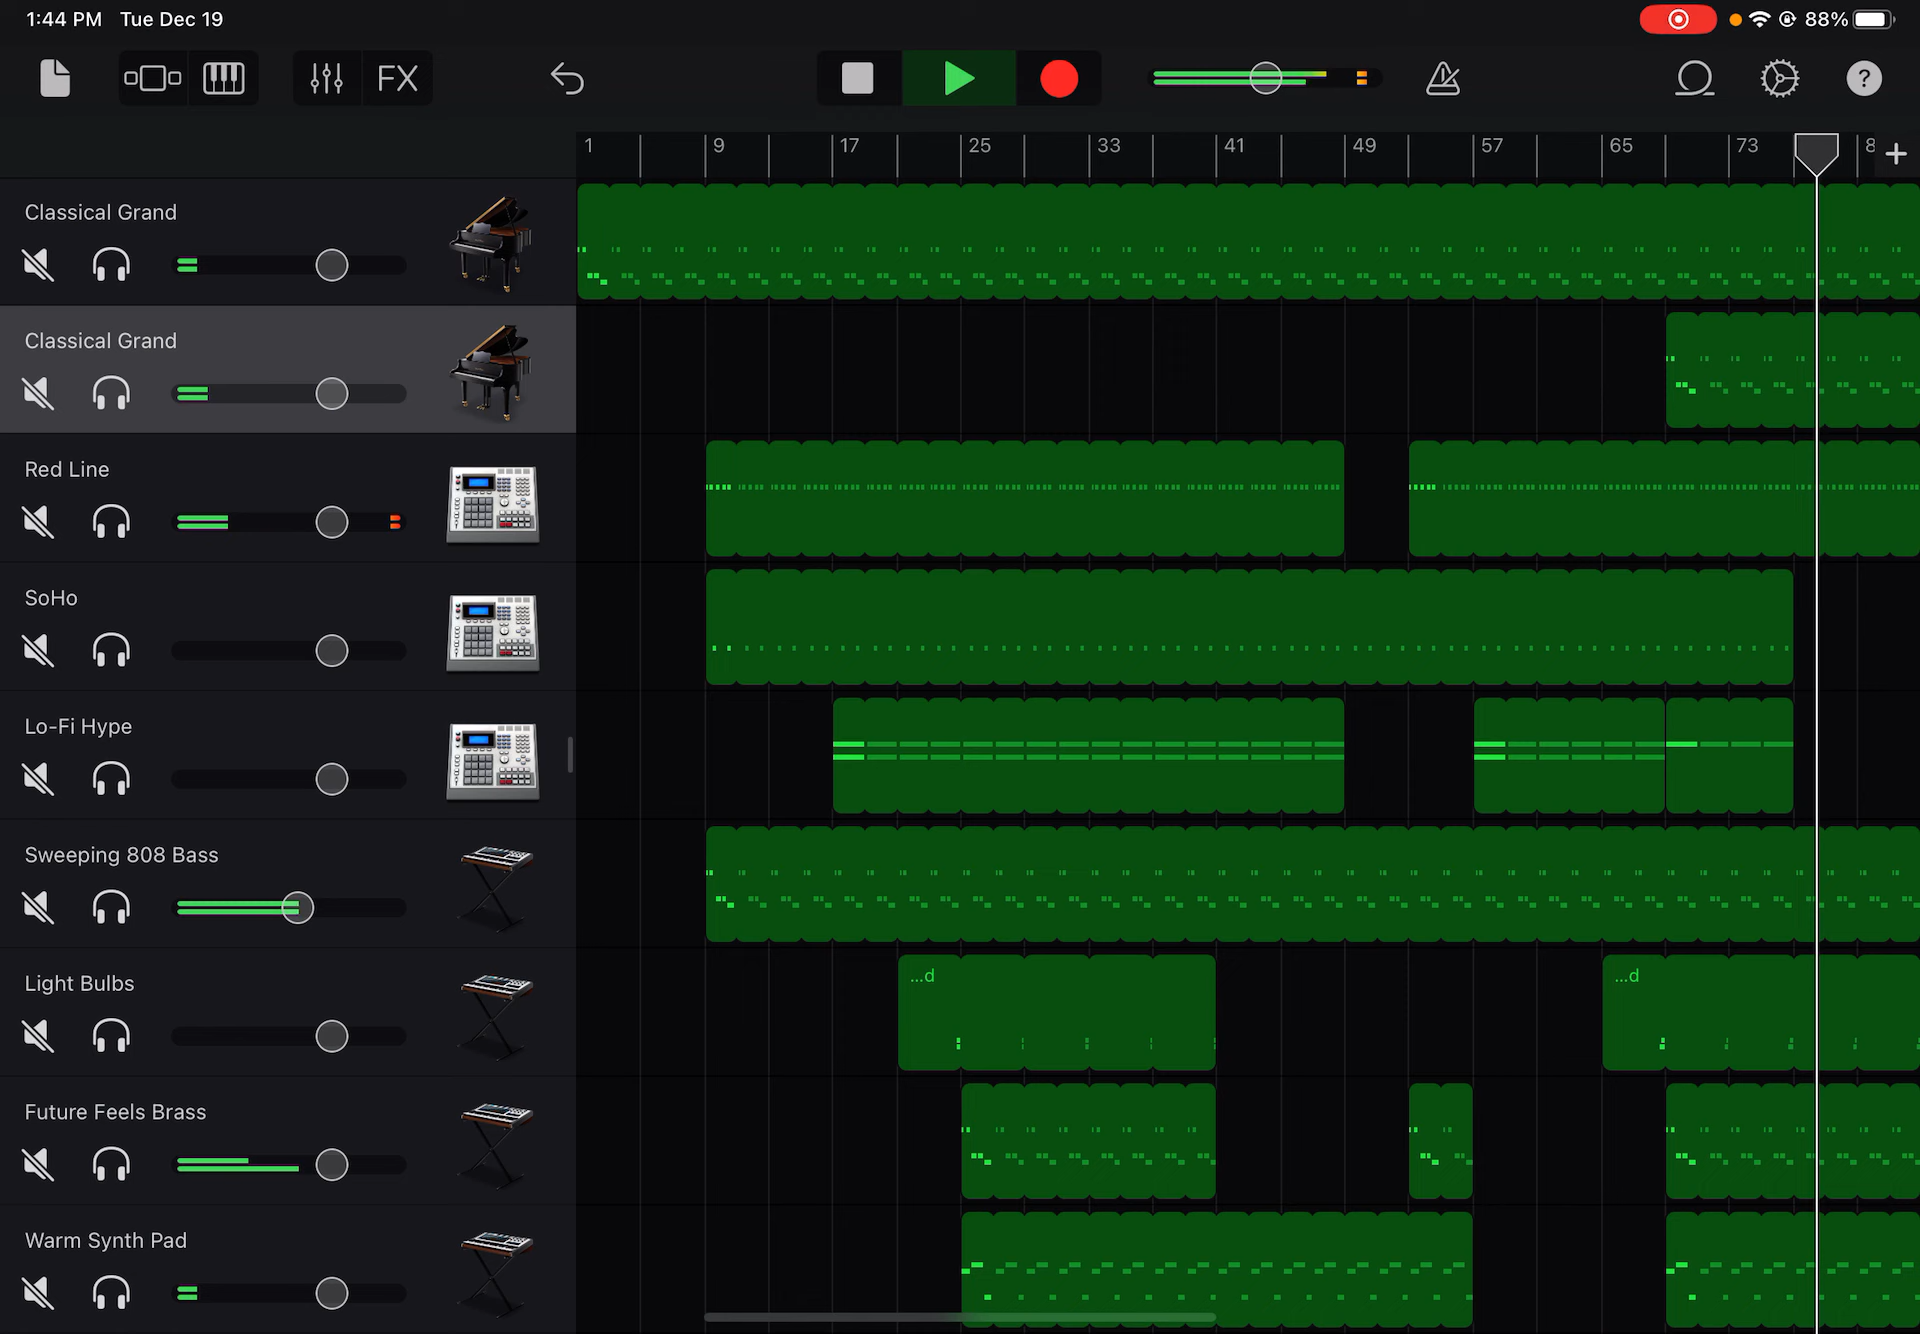 1:44 PM Tue Dec 19
88%
FX
?
1 9 17 25 33 41 49 57 65 73 8 +
Classical Grand
Classical Grand
Red Line
SoHo
Lo-Fi Hype
Sweeping 808 Bass
Light Bulbs
...d
...d
Future Feels Brass
Warm Synth Pad